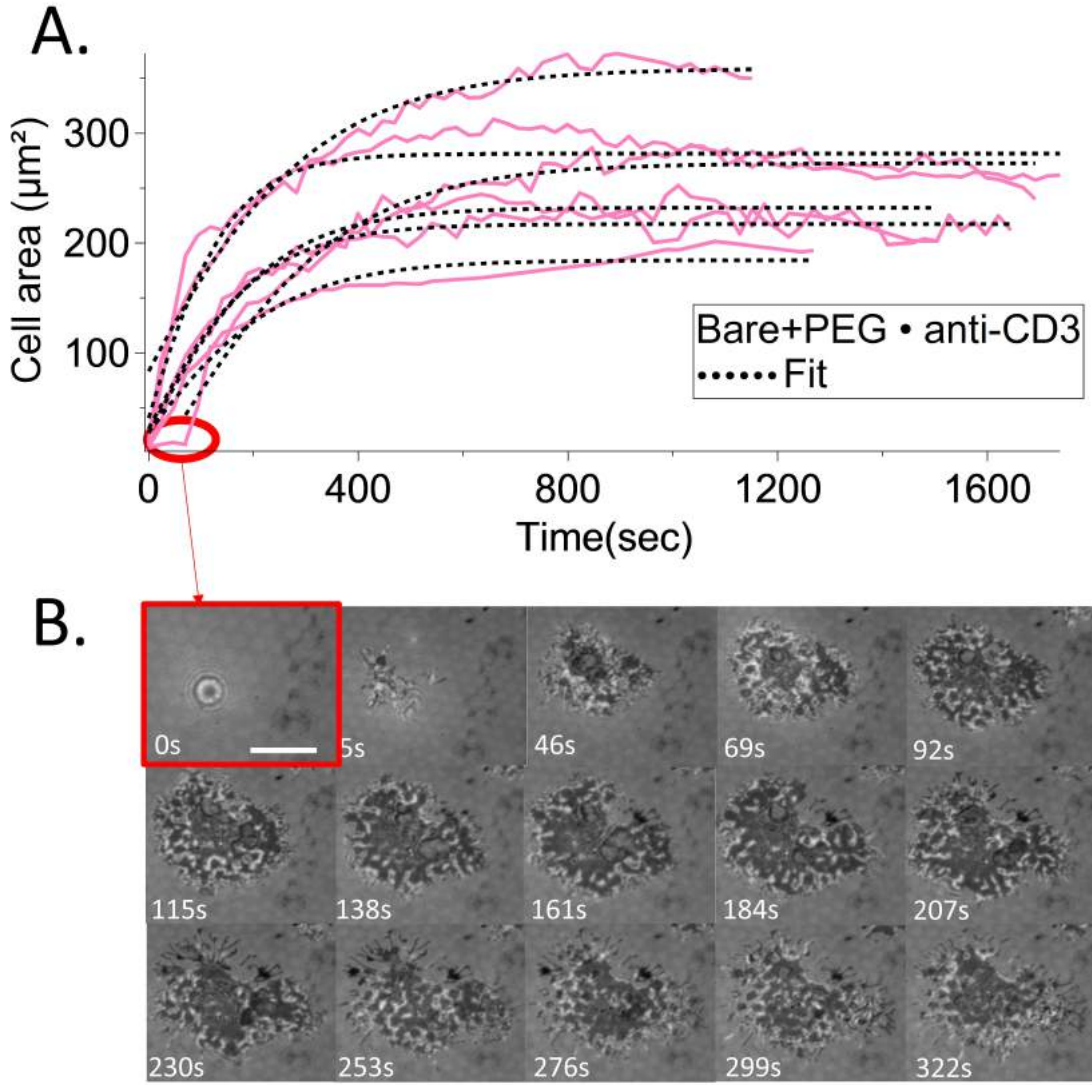 A.
Cell area (µm²)
300
200
100
Bare+PEG • anti-CD3
Fit
0
400
800
1200
1600
Time(sec)
B.
0s
5s
46s
69s
92s
115s
138s
161s
184s
207s
230s
253s
276s
299s
322s